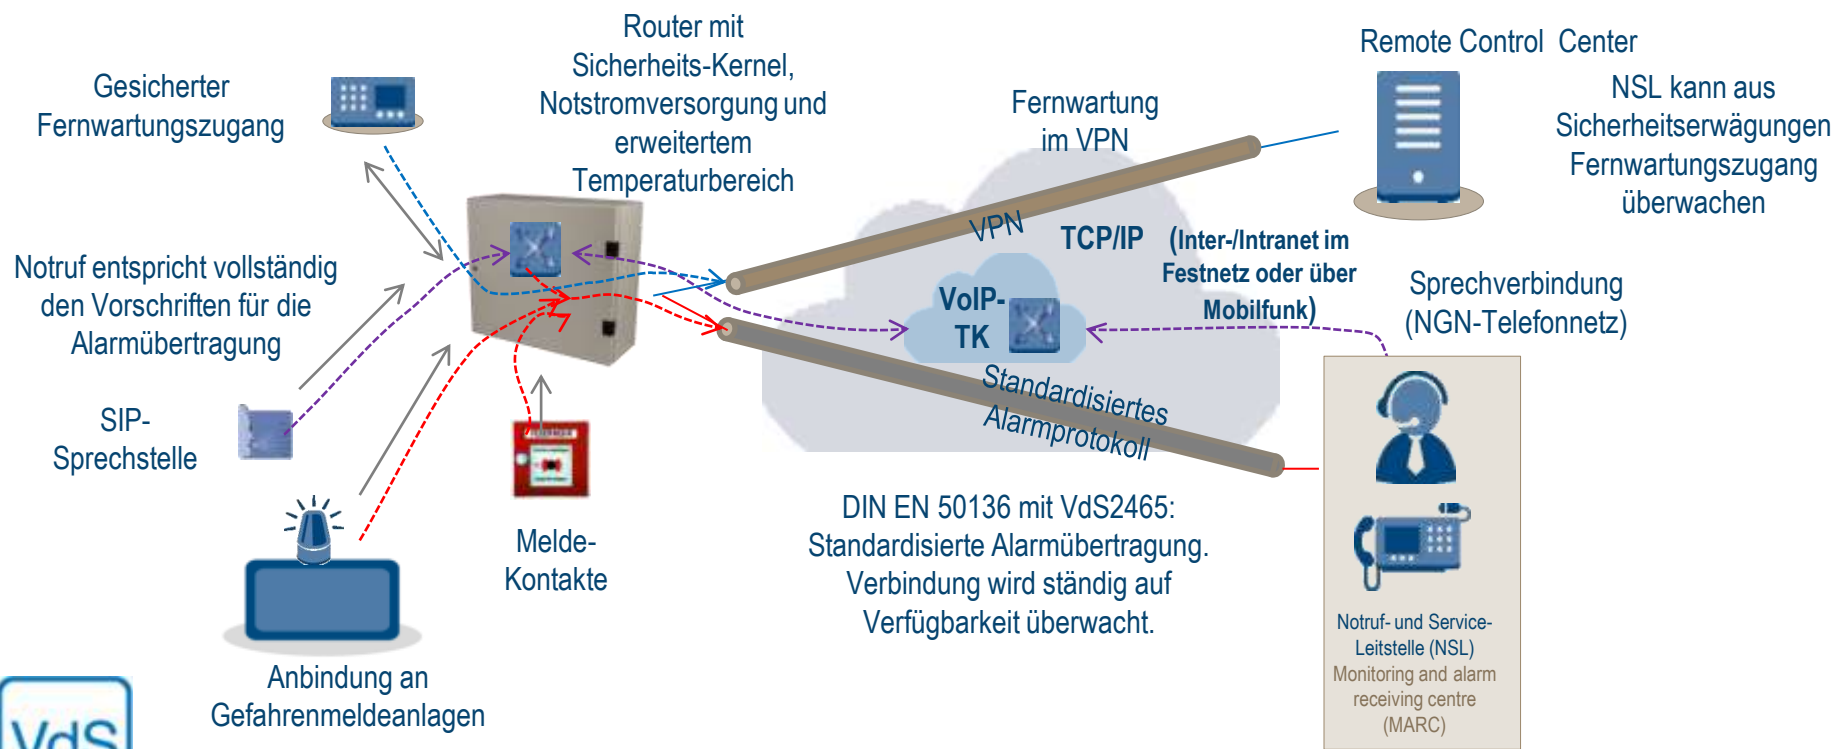 Router mit
Sicherheits-Kernel,
Notstromversorgung und
erweitertem
Temperaturbereich
Gesicherter
Fernwartungszugang
Fernwartung
im VPN
Remote Control Center
NSL kann aus
Sicherheitserwägungen
Fernwartungszugang
überwachen
VPN
TCP/IP
(Inter-/Intranet im
Festnetz oder über
Mobilfunk)
Notruf entspricht vollständig
den Vorschriften für die
Alarmübertragung
VoIP-
TK
Sprechverbindung
(NGN-Telefonnetz)
Standardisiertes
Alarmprotokoll
SIP-
Sprechstelle
Melde-
Kontakte
DIN EN 50136 mit VdS2465:
Standardisierte Alarmübertragung.
Verbindung wird ständig auf
Verfügbarkeit überwacht.
Notruf- und Service-
Leitstelle (NSL)
Monitoring and alarm
receiving centre
(MARC)
Anbindung an
Gefahrenmeldeanlagen
VdS